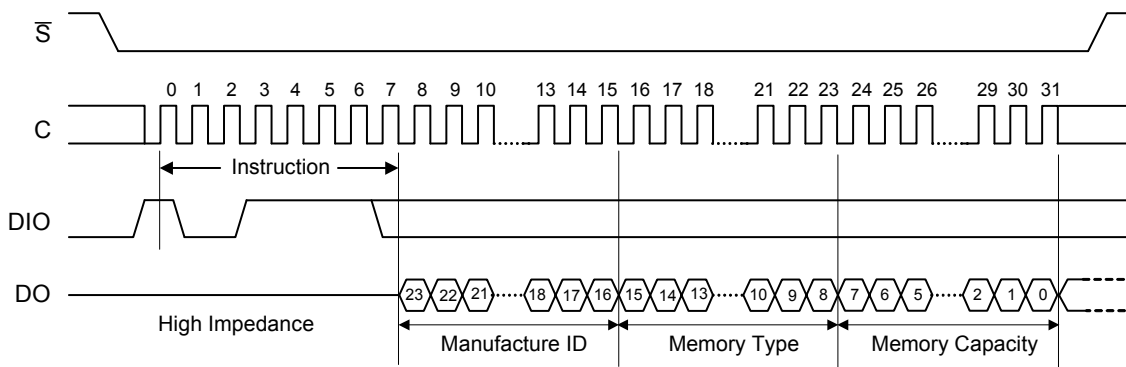 S
0 1 2 3 4 5 6 7 8 9 10 13 14 15 16 17 18 21 22 23 24 25 26 29 30 31
C
Instruction
DIO
DO
23 22 21 18 17 16 15 14 13 10 9 8 7 6 5 2 1 0
High Impedance
Manufacture ID
Memory Type
Memory Capacity